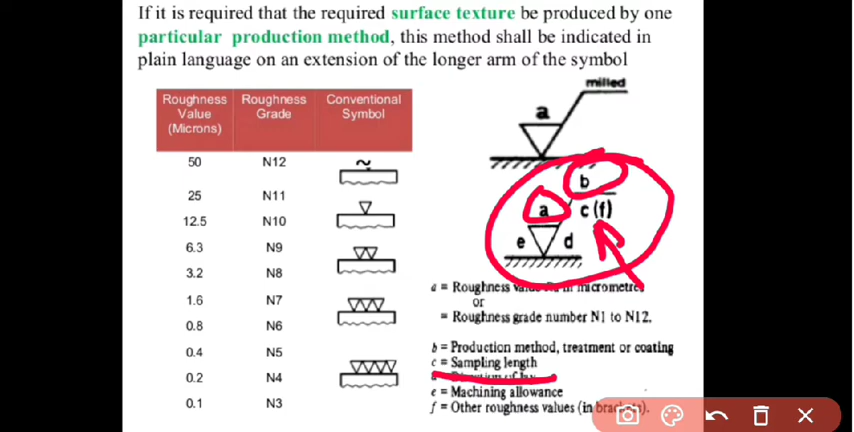 If it is required that the required surface texture be produced by one
particular production method, this method shall be indicated in
plain language on an extension of the longer arm of the symbol
milled
a
Roughness Value (Microns) Roughness Grade Conventional Symbol
50 N12
25 N11
12.5 N10
6.3 N9
3.2 N8
1.6 N7
0.8 N6
0.4 N5
0.2 N4
0.1 N3
b
a c (f)
e d
a = Roughness in micrometres
or
= Roughness grade number N1 to N12.
b = Production method, treatment or coating
c = Sampling length
e = Machining allowance
f = Other roughness values (in brackets).